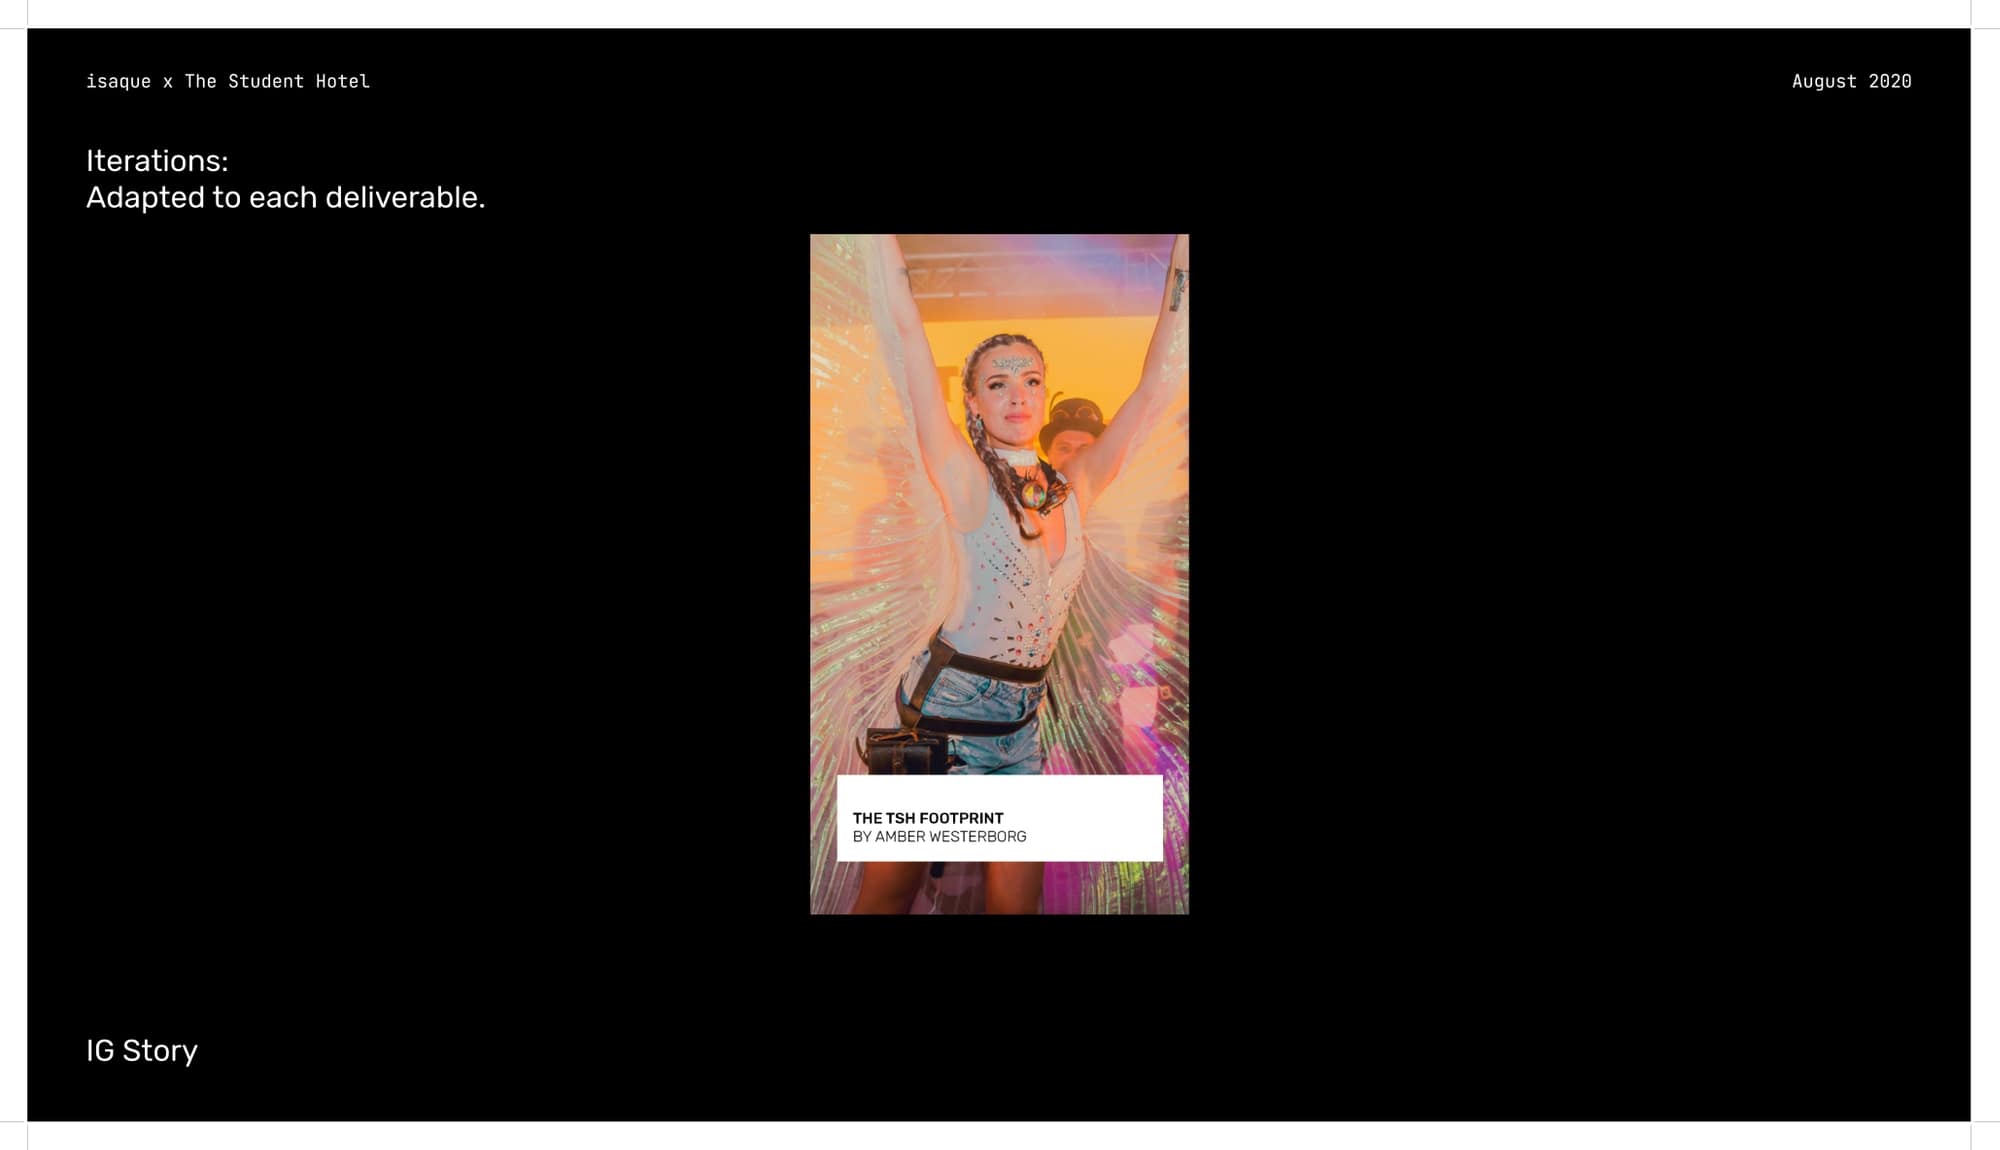 isaque x The Student Hotel
August 2020
Iterations:
Adapted to each deliverable.
THE TSH FOOTPRINT
BY AMBER WESTERBORG
IG Story